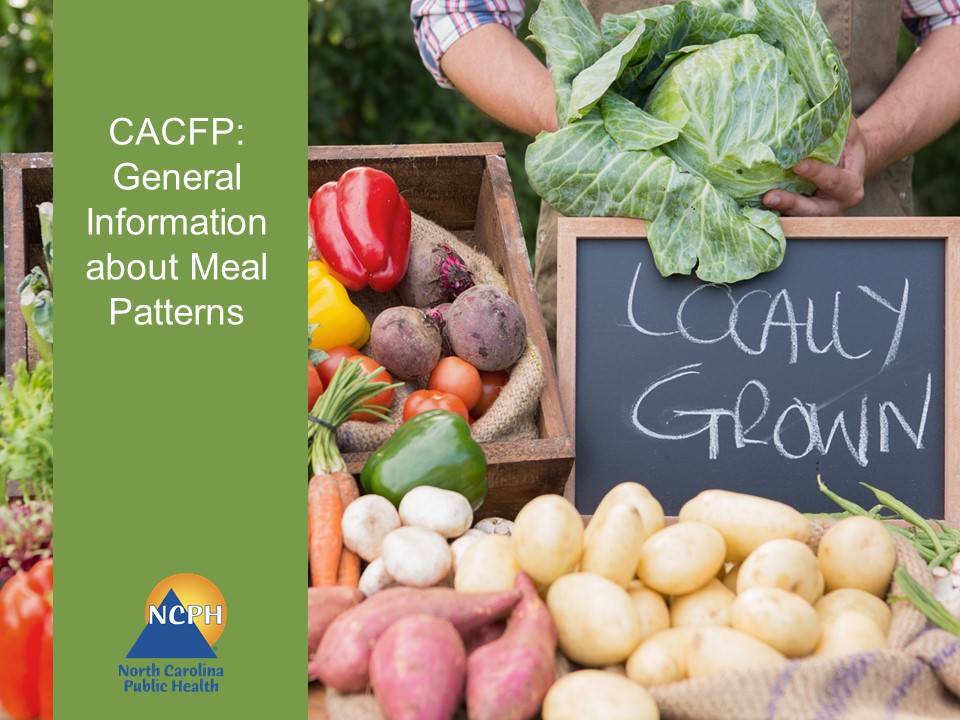 CACFP:
General
Information
about Meal
Patterns
LOCALLY
GROWN
NCPH
North Carolina
Public Health